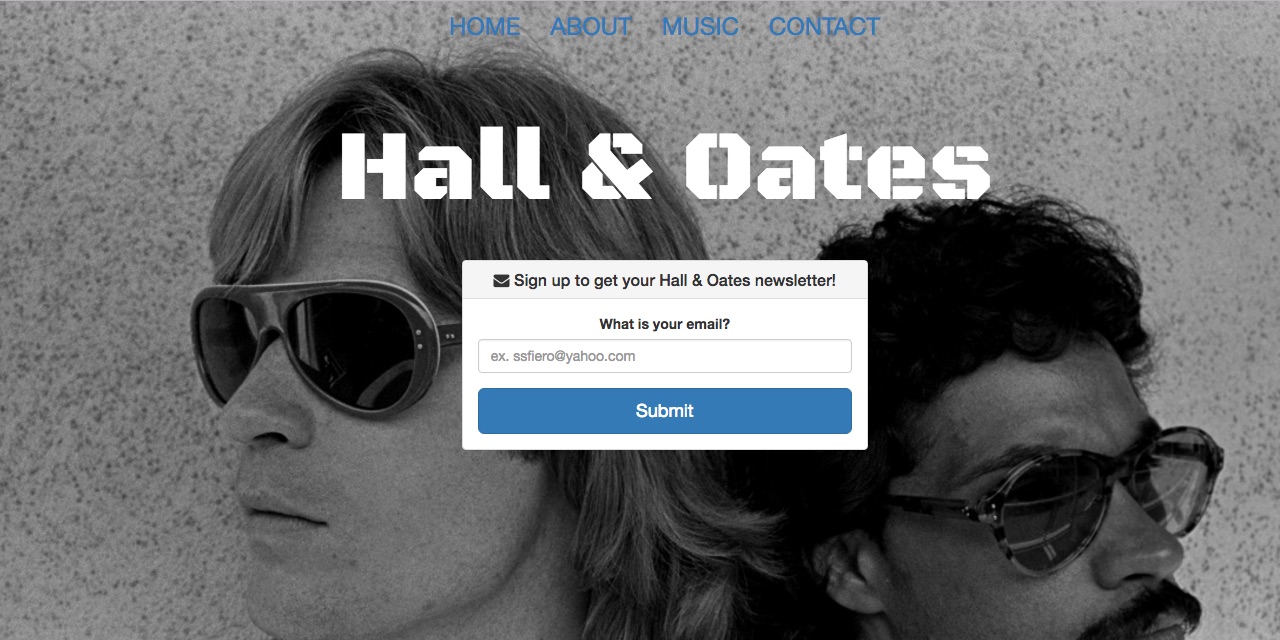 HOME ABOUT MUSIC CONTACT
Hall & Oates
Sign up to get your Hall & Oates newsletter!
What is your email?
ex. ssfiero@yahoo.com
Submit